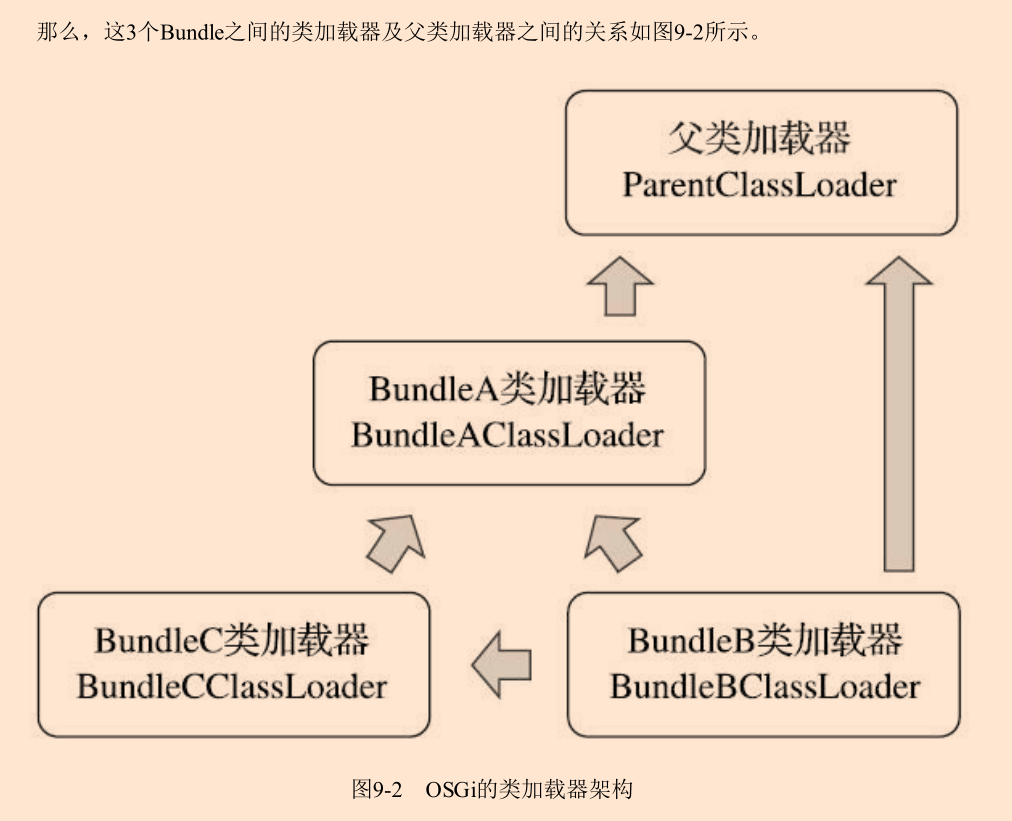 那么，这3个Bundle之间的类加载器及父类加载器之间的关系如图9-2所示。
父类加载器
ParentClassLoader
BundleA类加载器
BundleAClassLoader
BundleC类加载器
BundleCClassLoader
BundleB类加载器
BundleBClassLoader
图9-2 OSGi的类加载器架构